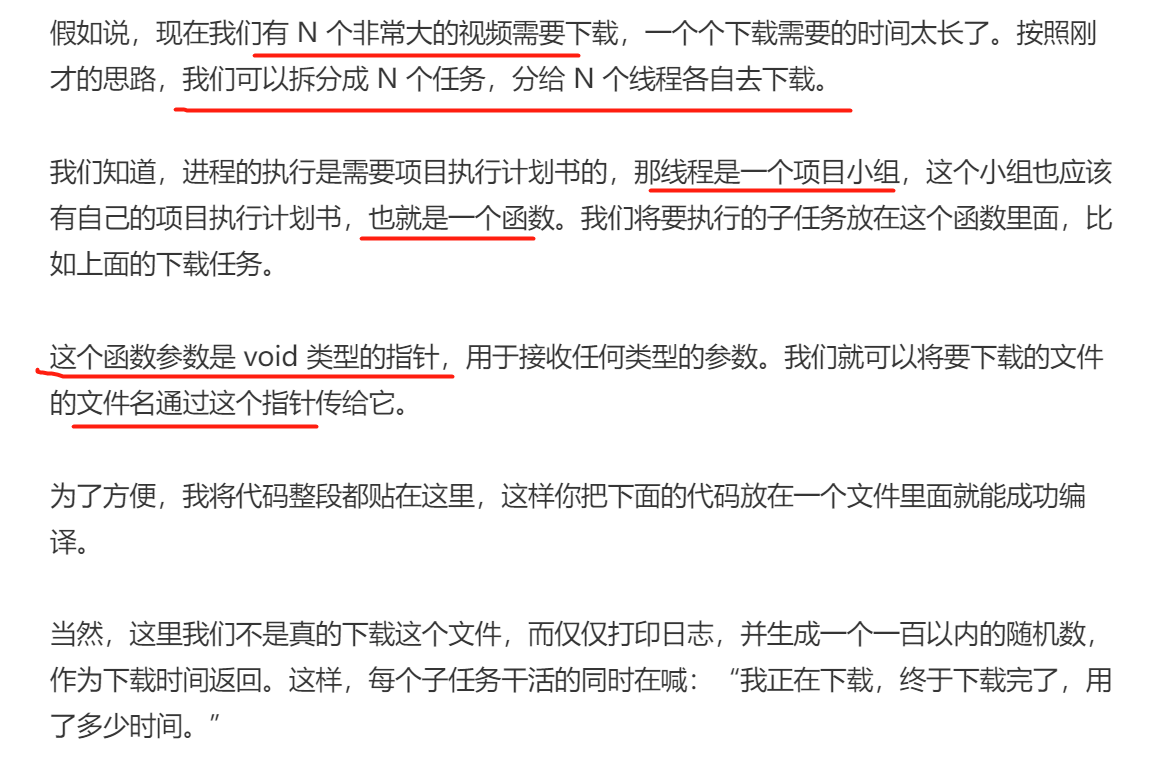 假如说，现在我们有 N 个非常大的视频需要下载，一个个下载需要的时间太长了。按照刚
才的思路，我们可以拆分成 N 个任务，分给 N 个线程各自去下载。
我们知道，进程的执行是需要项目执行计划书的，那线程是一个项目小组，这个小组也应该
有自己的项目执行计划书，也就是一个函数。我们将要执行的子任务放在这个函数里面，比
如上面的下载任务。
这个函数参数是 void 类型的指针，用于接收任何类型的参数。我们就可以将要下载的文件
的文件名通过这个指针传给它。
为了方便，我将代码整段都贴在这里，这样你把下面的代码放在一个文件里面就能成功编
译。
当然，这里我们不是真的下载这个文件，而仅仅打印日志，并生成一个一百以内的随机数，
作为下载时间返回。这样，每个子任务干活的同时在喊：“我正在下载，终于下载完了，用
了多少时间。”